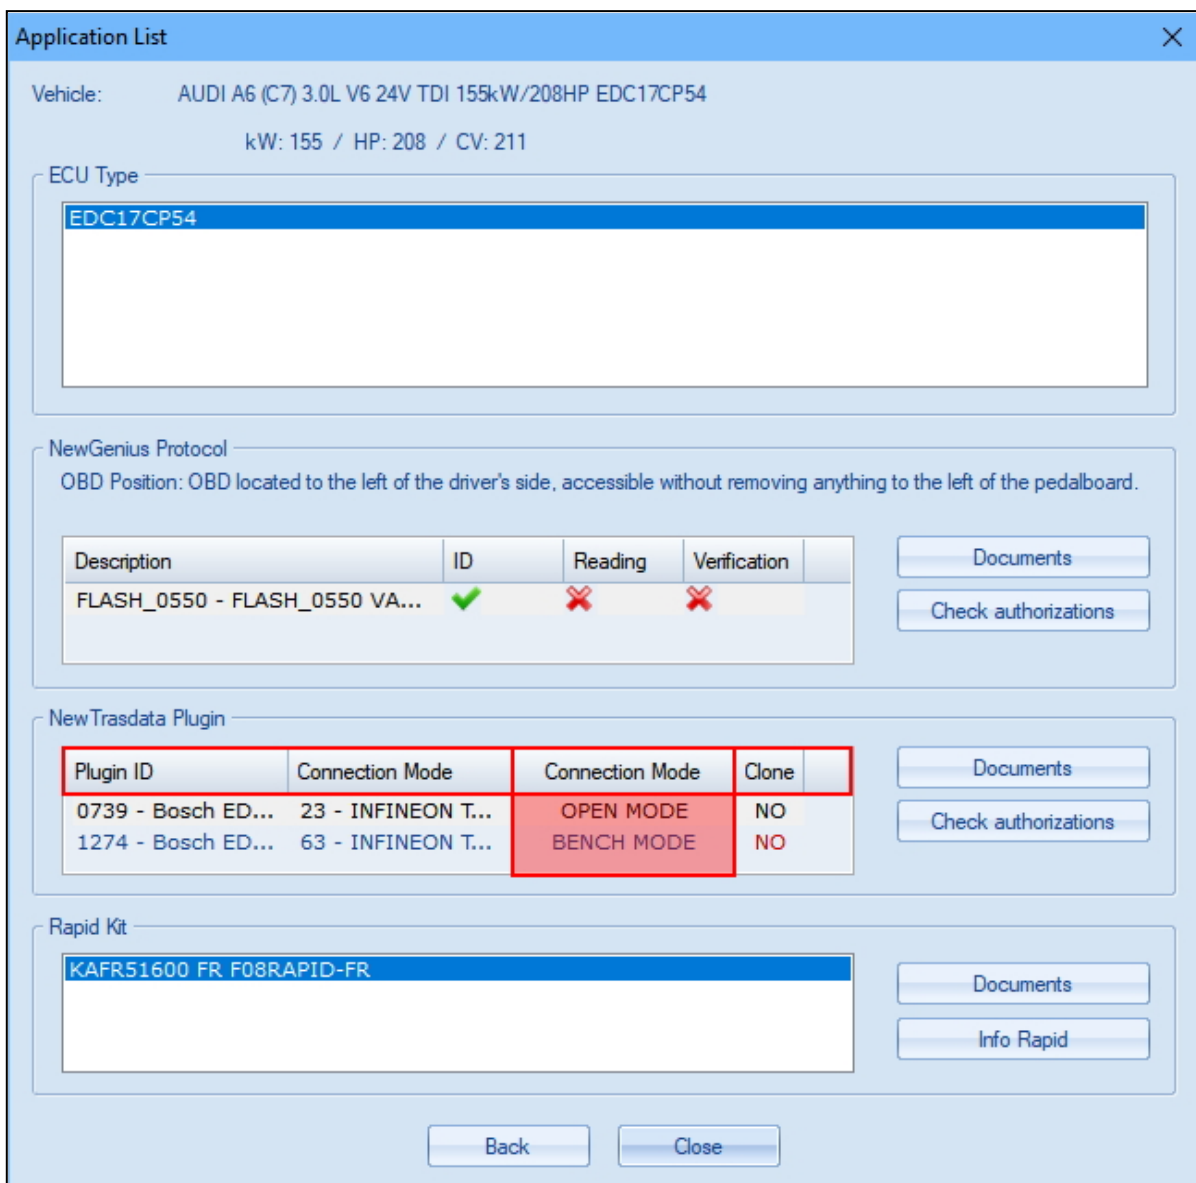 Application List
Vehicle: AUDI A6 (C7) 3.0L V6 24V TDI 155kW/208HP EDC17CP54
kW: 155 / HP: 208 / CV: 211
ECU Type
EDC17CP54
NewGenius Protocol
OBD Position: OBD located to the left of the driver's side, accessible without removing anything to the left of the pedalboard.
Description ID Reading Verification
FLASH_0550 - FLASH_0550 VA...
Documents
Check authorizations
NewTrasdata Plugin
Plugin ID Connection Mode Connection Mode Clone
0739 - Bosch ED... 23 - INFINEON T... OPEN MODE NO
1274 - Bosch ED... 63 - INFINEON T... BENCH MODE NO
Documents
Check authorizations
Rapid Kit
KAFR51600 FR F08RAPID-FR
Documents
Info Rapid
Back Close